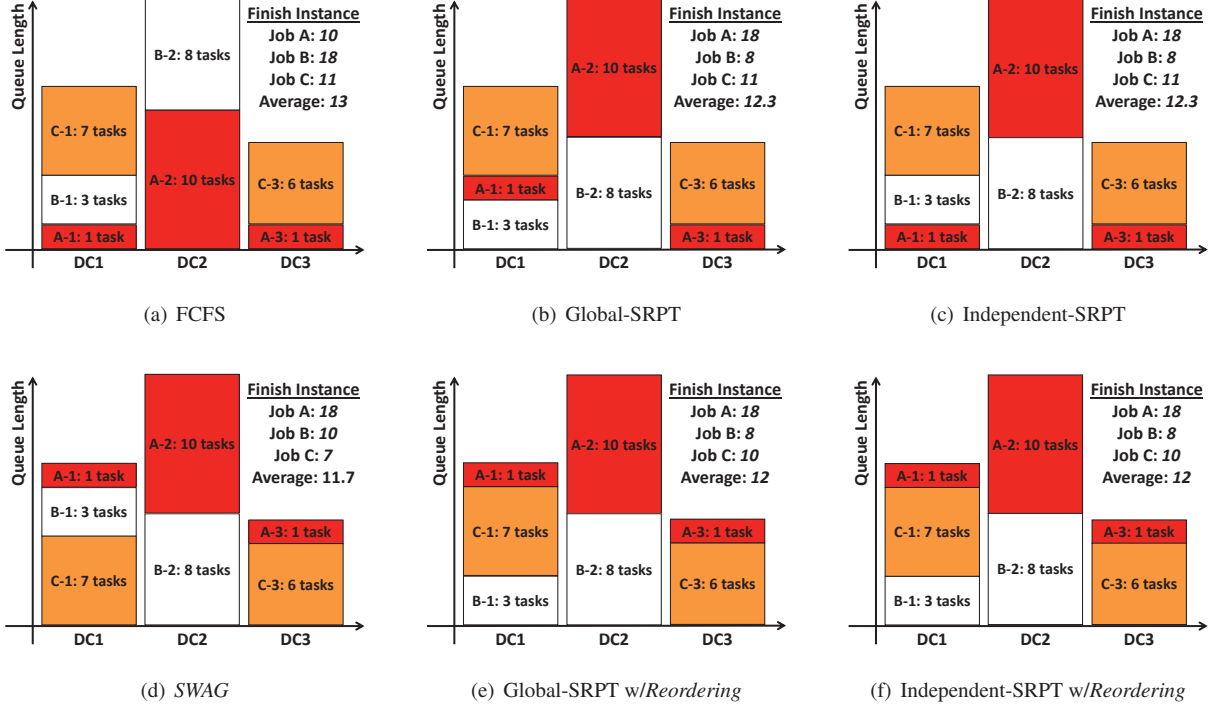 Queue Length
B-2: 8 tasks
A-2: 10 tasks
C-1: 7 tasks
B-1: 3 tasks
A-1: 1 task
C-3: 6 tasks
A-3: 1 task
Finish Instance
Job A: 10
Job B: 18
Job C: 11
Average: 13
DC1 DC2 DC3
(a) FCFS
Queue Length
A-2: 10 tasks
B-2: 8 tasks
C-1: 7 tasks
A-1: 1 task
B-1: 3 tasks
C-3: 6 tasks
A-3: 1 task
Finish Instance
Job A: 18
Job B: 8
Job C: 11
Average: 12.3
DC1 DC2 DC3
(b) Global-SRPT
Queue Length
A-2: 10 tasks
B-2: 8 tasks
C-1: 7 tasks
B-1: 3 tasks
A-1: 1 task
C-3: 6 tasks
A-3: 1 task
Finish Instance
Job A: 18
Job B: 8
Job C: 11
Average: 12.3
DC1 DC2 DC3
(c) Independent-SRPT
Queue Length
A-2: 10 tasks
B-2: 8 tasks
A-1: 1 task
B-1: 3 tasks
C-1: 7 tasks
A-3: 1 task
C-3: 6 tasks
Finish Instance
Job A: 18
Job B: 10
Job C: 7
Average: 11.7
DC1 DC2 DC3
(d) SWAG
Queue Length
A-2: 10 tasks
B-2: 8 tasks
A-1: 1 task
C-1: 7 tasks
B-1: 3 tasks
A-3: 1 task
C-3: 6 tasks
Finish Instance
Job A: 18
Job B: 8
Job C: 10
Average: 12
DC1 DC2 DC3
(e) Global-SRPT w/Reordering
Queue Length
A-2: 10 tasks
B-2: 8 tasks
A-1: 1 task
C-1: 7 tasks
B-1: 3 tasks
A-3: 1 task
C-3: 6 tasks
Finish Instance
Job A: 18
Job B: 8
Job C: 10
Average: 12
DC1 DC2 DC3
(f) Independent-SRPT w/Reordering